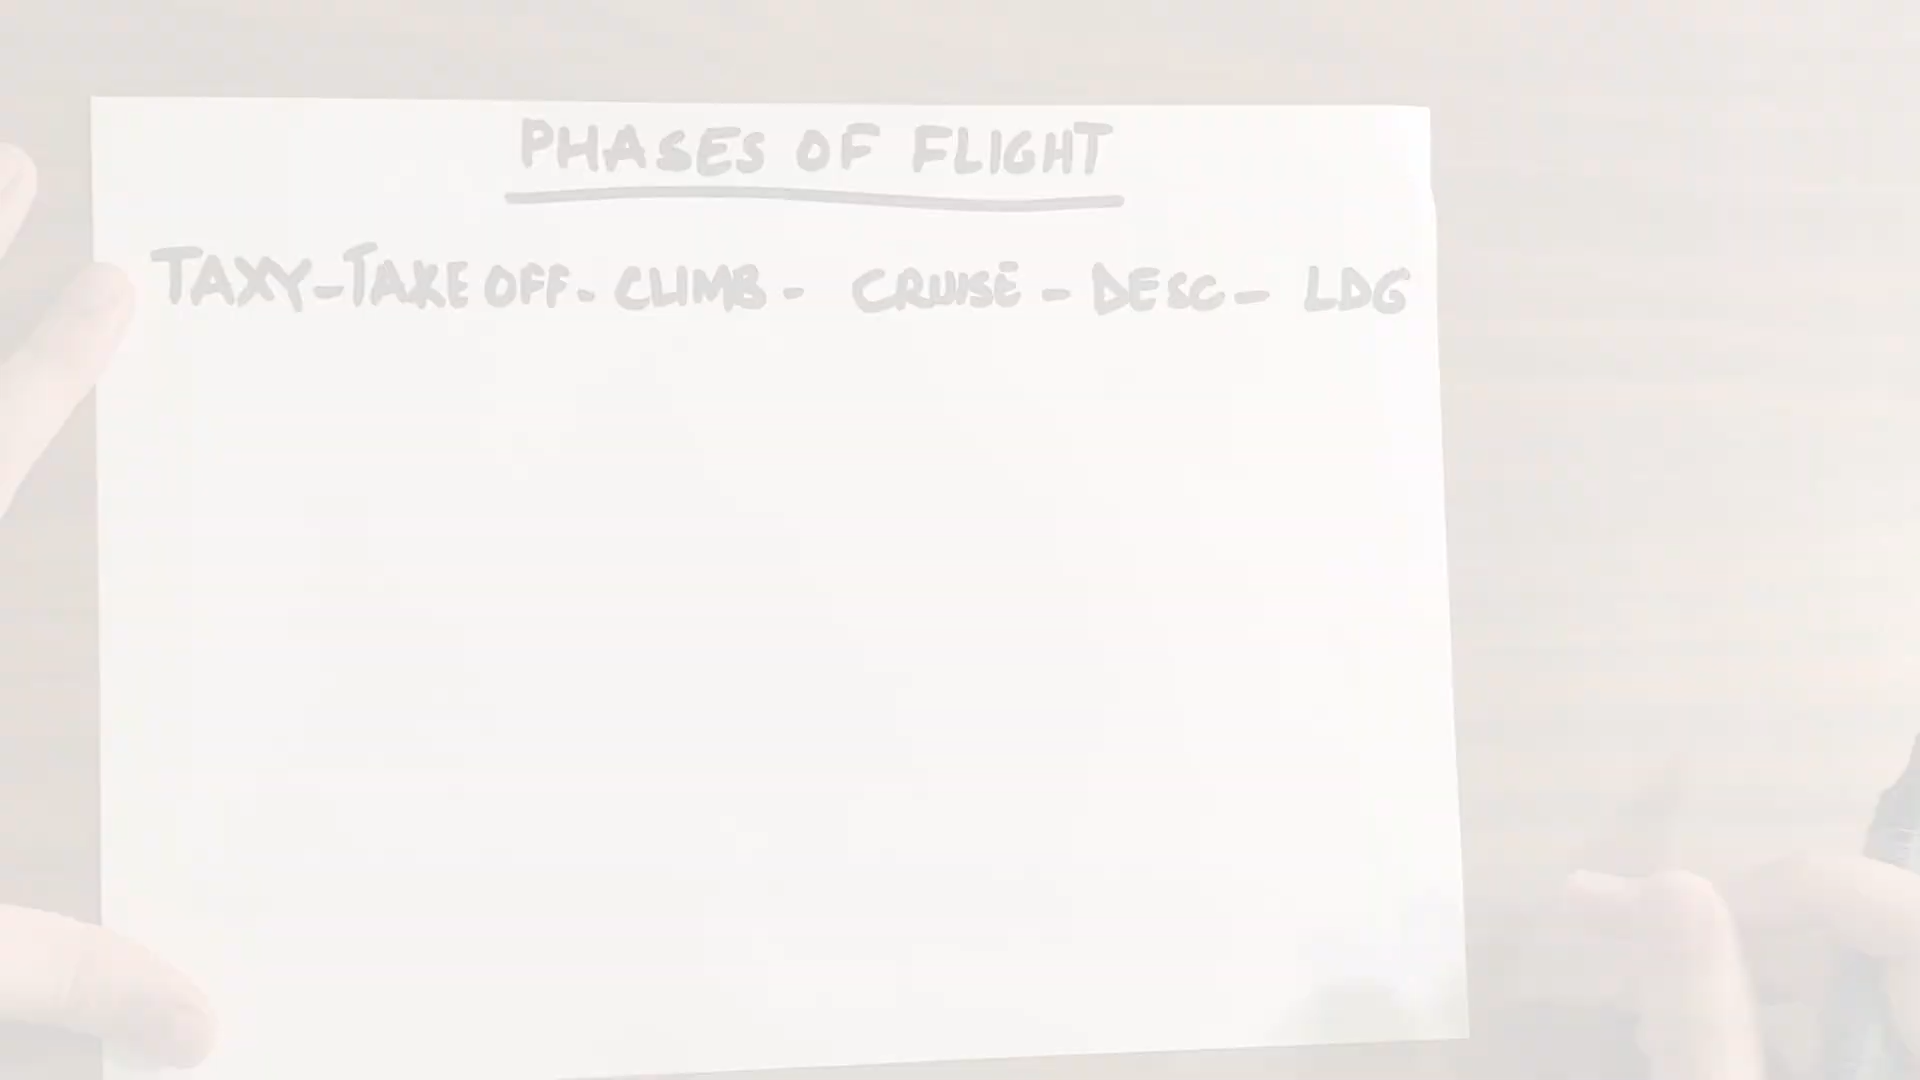 PHASES OF FLIGHT
TAXY-TAKE OFF- CLIMB - CRUISE - DESC- LDG